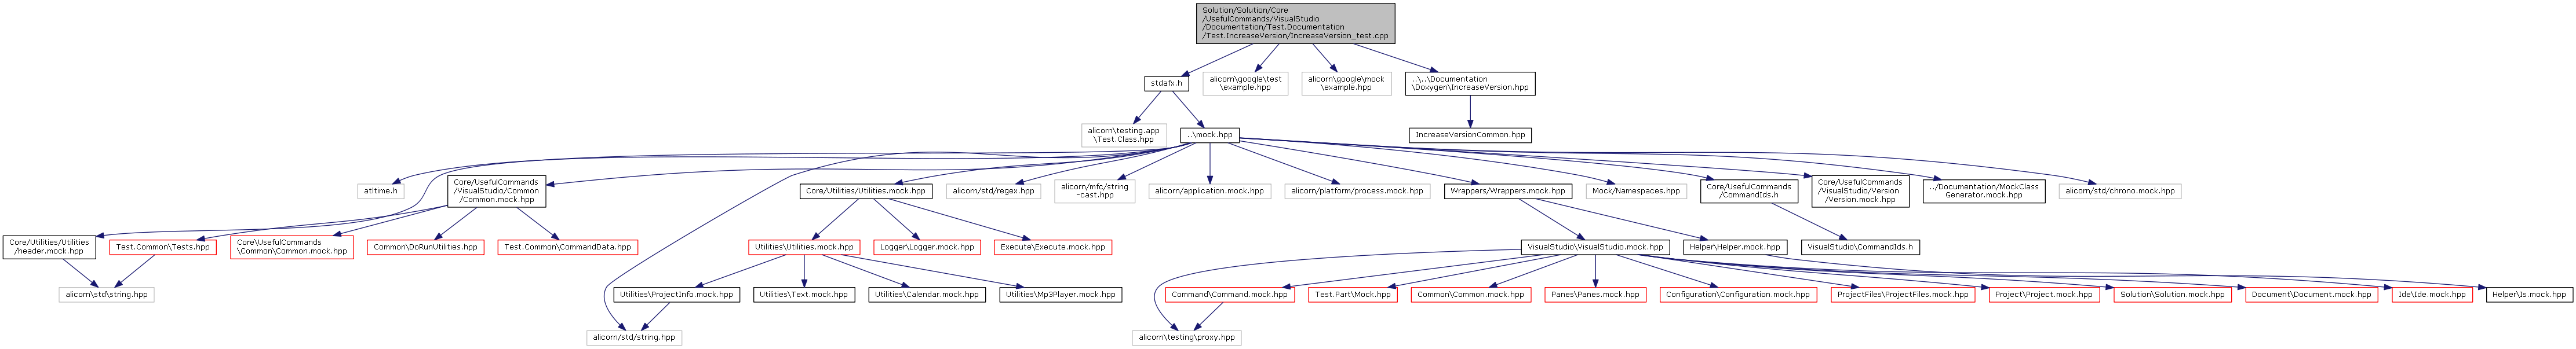 Solution/Solution/Core
/UsefulCommands/VisualStudio
/Documentation/Test.Documentation
/Test.IncreaseVersion/IncreaseVersion_test.cpp
stdafx.h
alicorn\google\test
\example.hpp
alicorn\google\mock
\example.hpp
..\..\Documentation
\Doxygen\IncreaseVersion.hpp
alicorn\testing.app
\Test.Class.hpp
..\mock.hpp
IncreaseVersionCommon.hpp
atltime.h
Core/UsefulCommands
/VisualStudio/Common
/Common.mock.hpp
Core/Utilities/Utilities.mock.hpp
alicorn/std/regex.hpp
alicorn/mfc/string
-cast.hpp
alicorn/application.mock.hpp
alicorn/platform/process.mock.hpp
Wrappers/Wrappers.mock.hpp
Mock/Namespaces.hpp
Core/UsefulCommands
/CommandIds.h
Core/UsefulCommands
/VisualStudio/Version
/Version.mock.hpp
../Documentation/MockClass
Generator.mock.hpp
alicorn/std/chrono.mock.hpp
Core/Utilities/Utilities
/header.mock.hpp
Test.Common\Tests.hpp
Core\UsefulCommands
\Common\Common.mock.hpp
Common\DoRunUtilities.hpp
Test.Common\CommandData.hpp
Utilities\Utilities.mock.hpp
Logger\Logger.mock.hpp
Execute\Execute.mock.hpp
VisualStudio\VisualStudio.mock.hpp
Helper\Helper.mock.hpp
VisualStudio\CommandIds.h
alicorn\std\string.hpp
Utilities\ProjectInfo.mock.hpp
Utilities\Text.mock.hpp
Utilities\Calendar.mock.hpp
Utilities\Mp3Player.mock.hpp
Command\Command.mock.hpp
Test.Part\Mock.hpp
Common\Common.mock.hpp
Panes\Panes.mock.hpp
Configuration\Configuration.mock.hpp
ProjectFiles\ProjectFiles.mock.hpp
Project\Project.mock.hpp
Solution\Solution.mock.hpp
Document\Document.mock.hpp
Ide\Ide.mock.hpp
Helper\Is.mock.hpp
alicorn/std/string.hpp
alicorn\testing\proxy.hpp